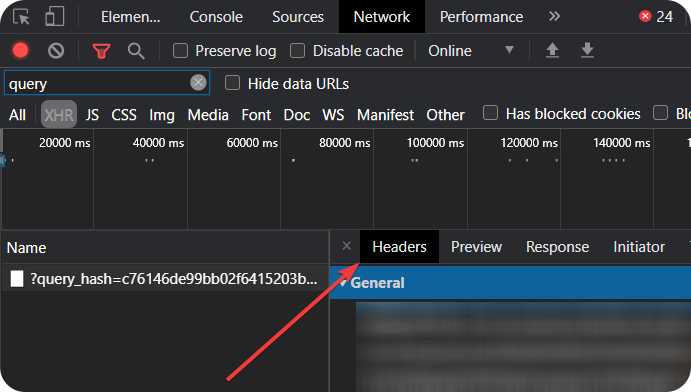 Elemen... Console Sources Network Performance » 24
Preserve log Disable cache Online
query Hide data URLs
All XHR JS CSS Img Media Font Doc WS Manifest Other Has blocked cookies Blo
20000 ms 40000 ms 60000 ms 80000 ms 100000 ms 120000 ms 140000 ms 1
Name × Headers Preview Response Initiator
?query_hash=c76146de99bb02f6415203b... General